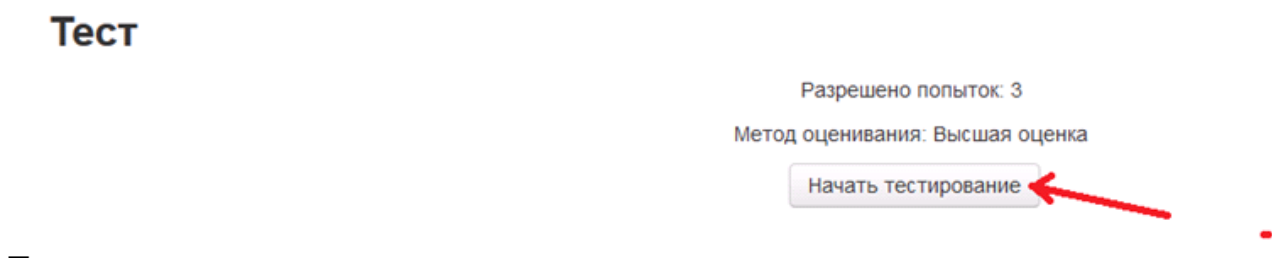 Тест
Разрешено попыток: 3
Метод оценивания: Высшая оценка
Начать тестирование